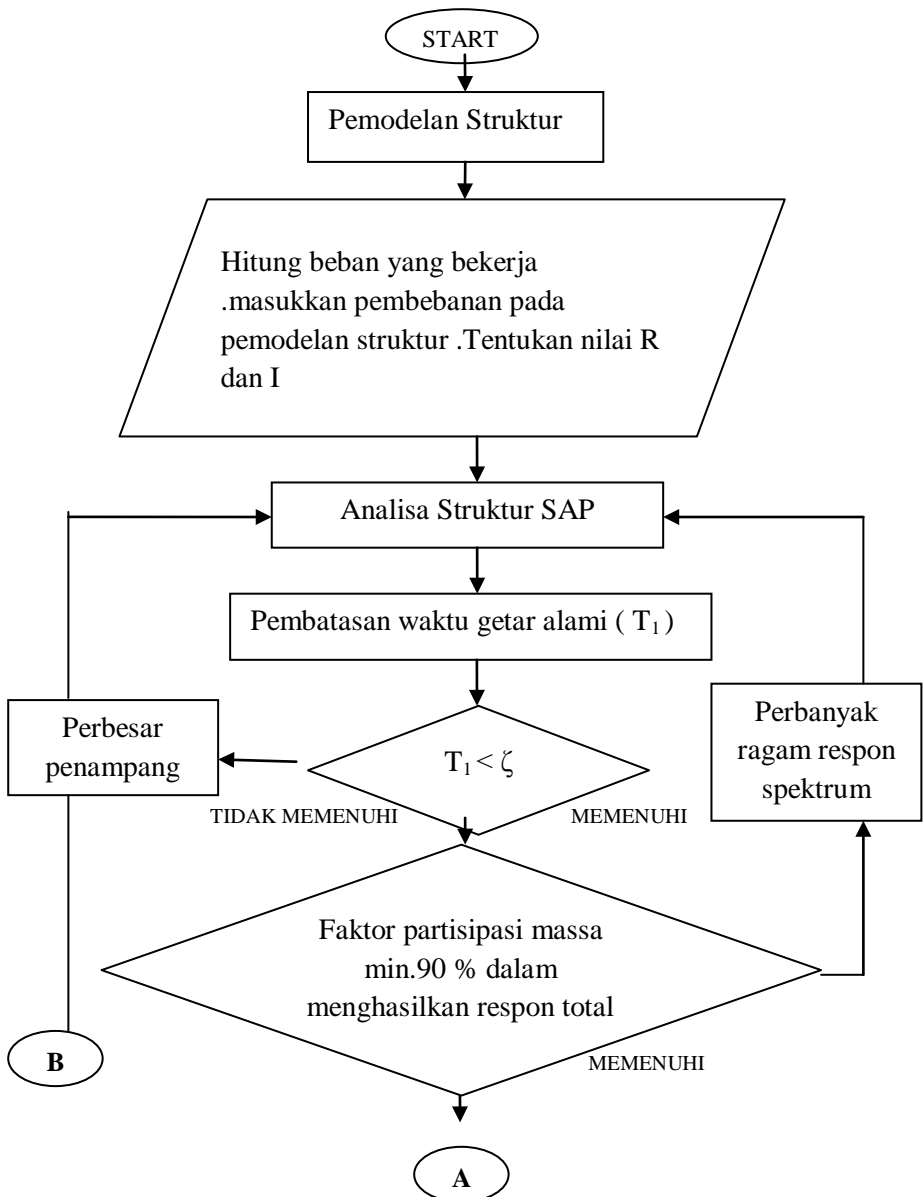 START
Pemodelan Struktur
Hitung beban yang bekerja
.masukkan pembebanan pada
pemodelan struktur .Tentukan nilai R
dan I
Analisa Struktur SAP
Pembatasan waktu getar alami ( T₁ )
Perbesar
penampang
T₁ < ζ
Perbanyak
ragam respon
spektrum
TIDAK MEMENUHI
MEMENUHI
Faktor partisipasi massa
min.90 % dalam
menghasilkan respon total
B
MEMENUHI
A